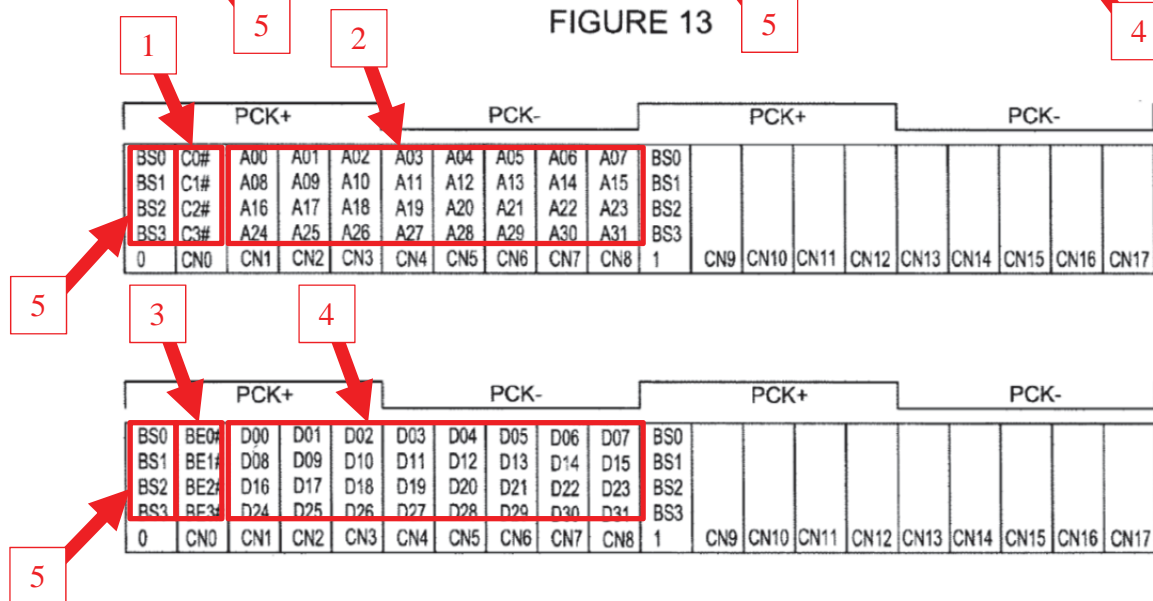 5 FIGURE 13 5 4
1 2
PCK+ PCK- PCK+ PCK-
BS0 C0# A00 A01 A02 A03 A04 A05 A06 A07 BS0
BS1 C1# A08 A09 A10 A11 A12 A13 A14 A15 BS1
BS2 C2# A16 A17 A18 A19 A20 A21 A22 A23 BS2
BS3 C3# A24 A25 A26 A27 A28 A29 A30 A31 BS3
0 CN0 CN1 CN2 CN3 CN4 CN5 CN6 CN7 CN8 1 CN9 CN10 CN11 CN12 CN13 CN14 CN15 CN16 CN17
5
3 4
PCK+ PCK- PCK+ PCK-
BS0 BE0# D00 D01 D02 D03 D04 D05 D06 D07 BS0
BS1 BE1# D08 D09 D10 D11 D12 D13 D14 D15 BS1
BS2 BE2# D16 D17 D18 D19 D20 D21 D22 D23 BS2
BS3 BE3# D24 D25 D26 D27 D28 D29 D30 D31 BS3
0 CN0 CN1 CN2 CN3 CN4 CN5 CN6 CN7 CN8 1 CN9 CN10 CN11 CN12 CN13 CN14 CN15 CN16 CN17
5